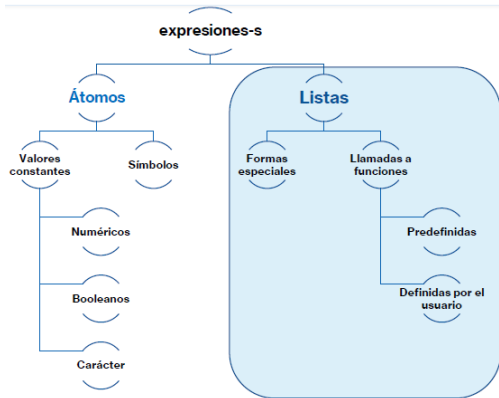 expresiones-s
Átomos
Listas
Valores
constantes
Símbolos
Formas
especiales
Llamadas a
funciones
Numéricos
Predefinidas
Booleanos
Definidas por el
usuario
Carácter